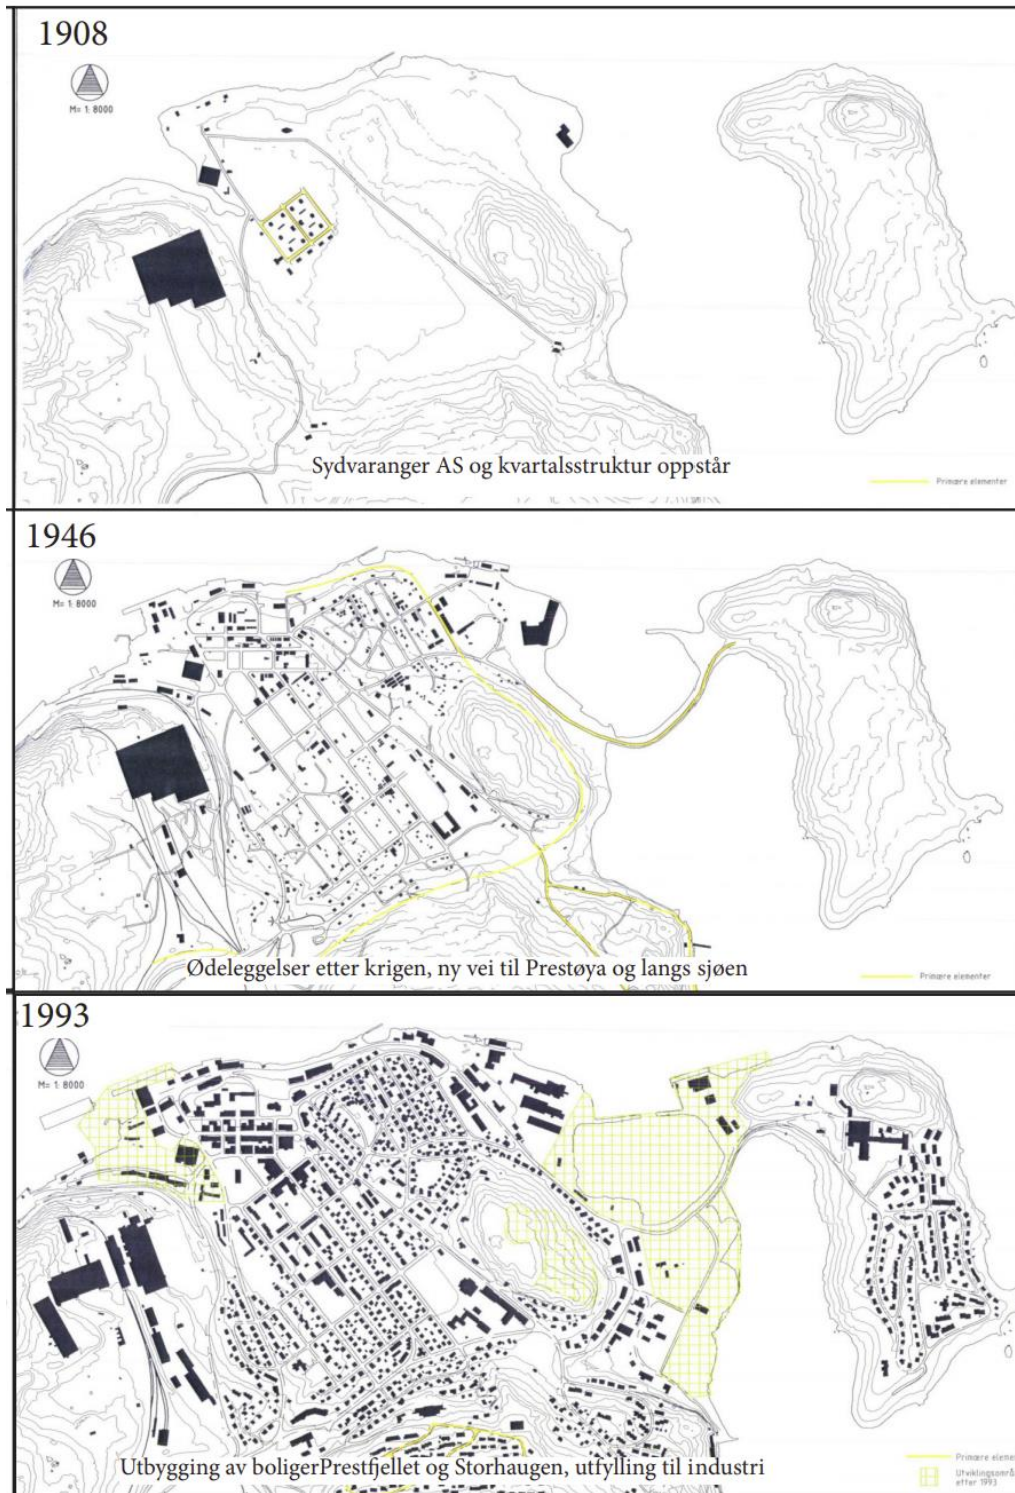 1908
M= 1: 8000
Sydvaranger AS og kvartalsstruktur oppstår
Primære elementer
1946
M= 1: 8000
Ødeleggelser etter krigen, ny vei til Prestøya og langs sjøen
Primære elementer
1993
M= 1: 8000
Utbygging av boligerPrestfjellet og Storhaugen, utfylling til industri
Primære eleme
Utviklingsområ
etter 1993